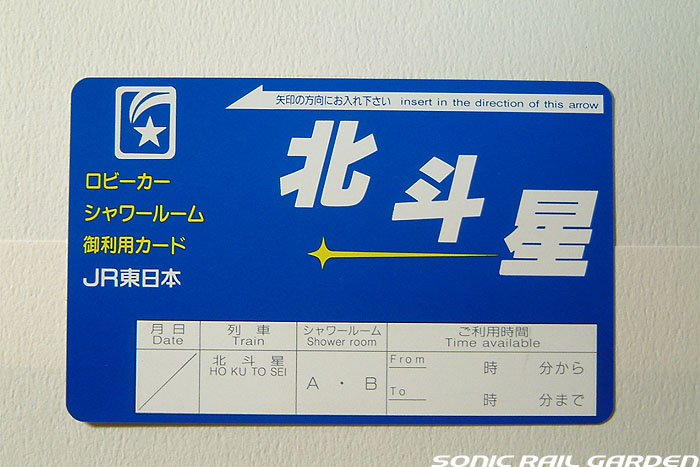 矢印の方向にお入れ下さい insert in the direction of this arrow
北斗星
ロビーカー
シャワールーム
御利用カード
JR東日本
月日 列車 シャワールーム ご利用時間
Date Train Shower room Time available
北斗星 From 時 分から
HO KU TO SEI A・B
To 時 分まで
SONIC RAIL GARDEN